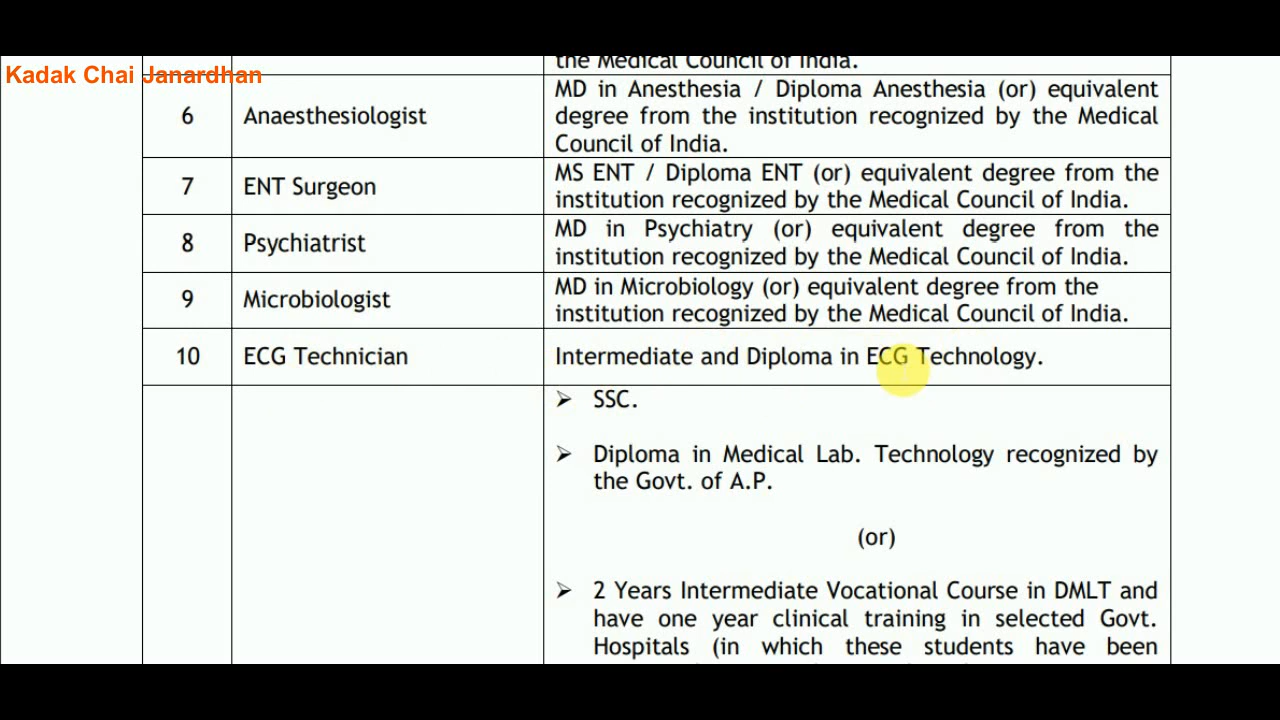 the Medical Council of India.
Kadak Chai Janardhan
6 Anaesthesiologist MD in Anesthesia / Diploma Anesthesia (or) equivalent
degree from the institution recognized by the Medical
Council of India.
7 ENT Surgeon MS ENT / Diploma ENT (or) equivalent degree from the
institution recognized by the Medical Council of India.
8 Psychiatrist MD in Psychiatry (or) equivalent degree from the
institution recognized by the Medical Council of India.
9 Microbiologist MD in Microbiology (or) equivalent degree from the
institution recognized by the Medical Council of India.
10 ECG Technician Intermediate and Diploma in ECG Technology.
➢ SSC.
➢ Diploma in Medical Lab. Technology recognized by
the Govt. of A.P.
(or)
➢ 2 Years Intermediate Vocational Course in DMLT and
have one year clinical training in selected Govt.
Hospitals (in which these students have been